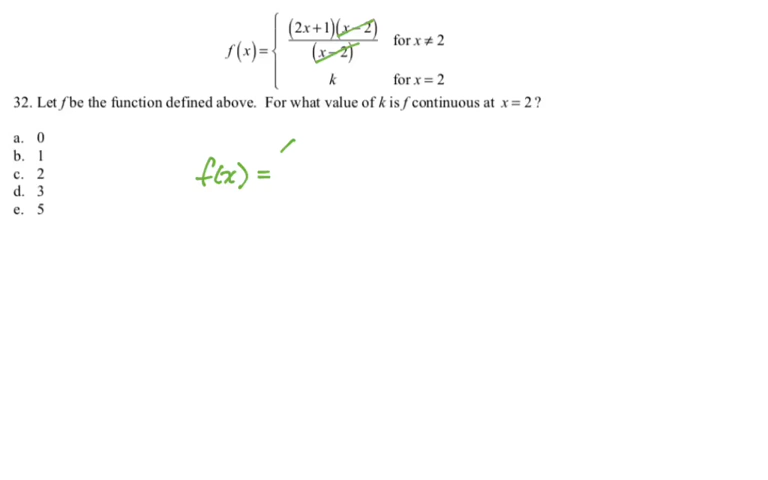 f(x)= { (2x+1)(x−2) / (x−2) for x ≠ 2
k for x = 2
32. Let f be the function defined above. For what value of k is f continuous at x = 2 ?
a. 0
b. 1
c. 2
d. 3
e. 5
f(x) =